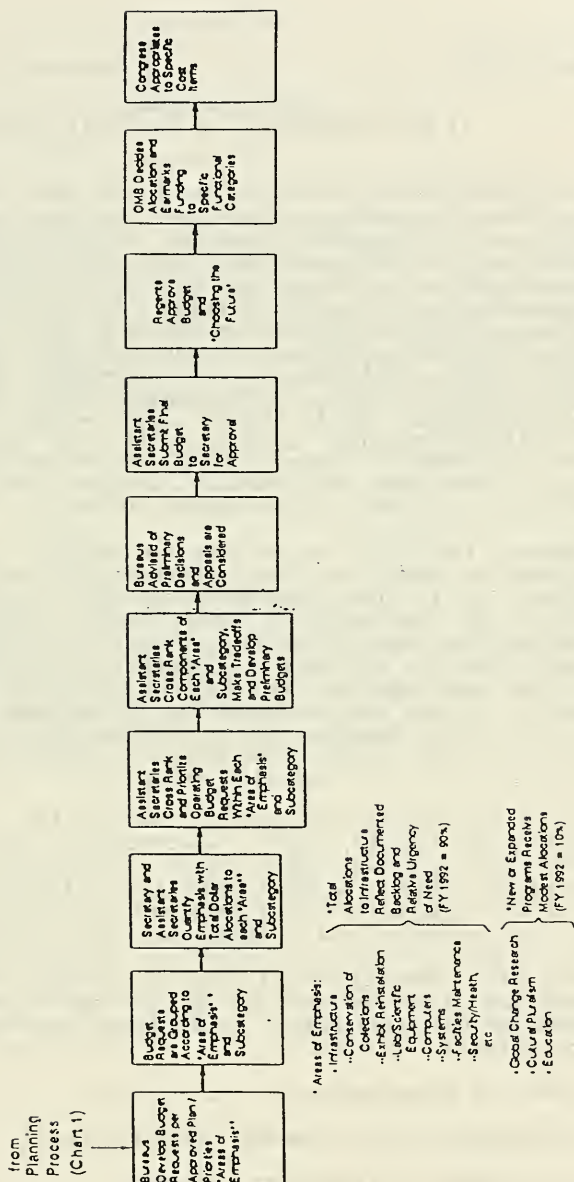 from
Planning
Process
(Chart 1)
Bureaus
Develop Budget
Requests per
Approved Plan /
Priorities
"Areas of
Emphasis"*
Budget
Requests
are Grouped
According to
"Areas of
Emphasis"*
and
Subcategory
Secretary and
Assistant
Secretaries
Quantify
Emphasis with
Total Dollar
Allocations to
each "Area"*
and
Subcategory
Assistant
Secretaries
Cross Rank
and Prioritize
Operating
Budget
Requests
Within Each
"Area of
Emphasis"
and
Subcategory
Assistant
Secretaries
Cross Rank
Components of
Each "Area"
and
Subcategory,
Make Tradeoffs
and Develop
Preliminary
Budgets
Bureaus
Advised of
Preliminary
Decisions
and
Appeals are
Considered
Assistant
Secretaries
Submit Final
Budget
to
Secretary
for
Approval
Regents
Approve
Budget
and
"Choosing the
Future"
OMB Decides
Allocation and
Earmarks
Funding
to
Specific
Functional
Categories
Congress
Appropriates
to Specific
Cost
Items
* Areas of Emphasis:
• Infrastructure
--Conservation of
Collections
--Exhibit Reinstallation
--Lab/Scientific
Equipment
--Computers
--Systems
--Facilities Maintenance
--Security/Health,
etc
*Total
Allocations
to Infrastructure
Reflect Documented
Backlog and
Relative Urgency
of Need
(FY 1992 = 90%)
• Global Change Research
• Cultural Pluralism
• Education
*New or Expanded
Programs Receive
Modest Allocations
(FY 1992 = 10%)